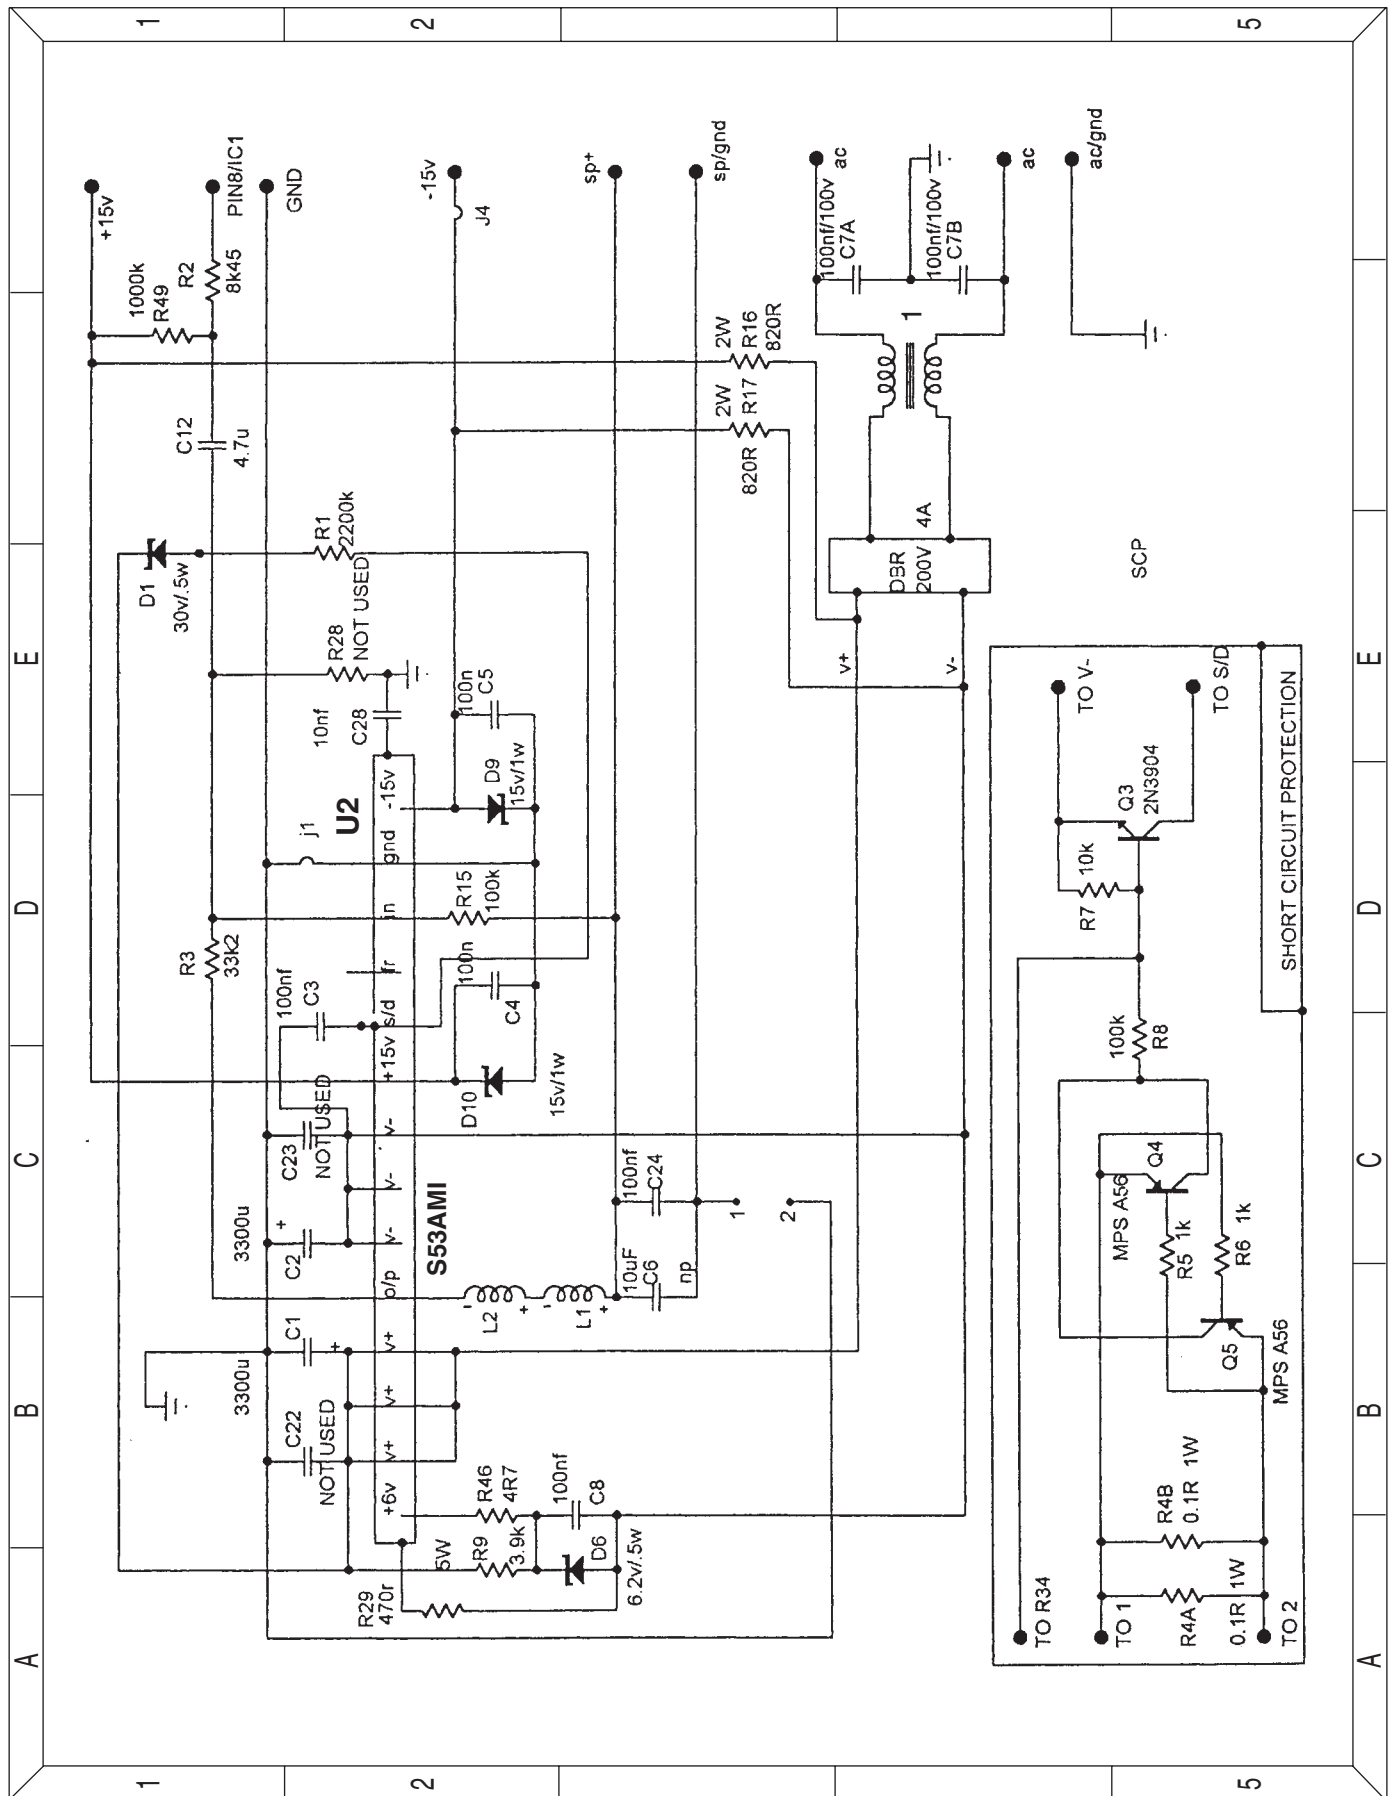 1
2
5
A
B
C
D
E
+15v
1000k
R49
R2
8k45
PIN8/IC1
GND
C12
4.7u
D1
30v/.5w
R1
2200k
R28
NOT USED
10nf
C28
-15v
J4
sp+
sp/gnd
R3
33k2
100nf
C3
j1
U2
S53AMI
+6v
v+
v+
v+
o/p
v-
v-
v-
+15v
s/d
fr
in
gnd
-15v
3300u
C1
+
C22
NOT USED
3300u
C2
+
C23
NOT USED
100n
C5
D9
15v/1w
R15
100k
100n
C4
D10
15v/1w
- L2 +
- L1 +
10uF
C6
np
100nf
C24
1
2
R46
4R7
5W
R9
3.9k
100nf
C8
D6
6.2v/.5w
R29
470r
2W
R16
820R
2W
R17
820R
v+
v-
DBR
200V
4A
1
100nf/100v
C7A
100nf/100v
C7B
ac
ac
ac/gnd
SCP
TO V-
TO S/D
Q3
2N3904
R7
10k
100k
R8
Q4
MPS A56
R5
1k
R6
1k
Q5
MPS A56
R4B
0.1R
1W
R4A
0.1R
1W
TO R34
TO 1
TO 2
SHORT CIRCUIT PROTECTION
A
B
C
D
E
1
2
5